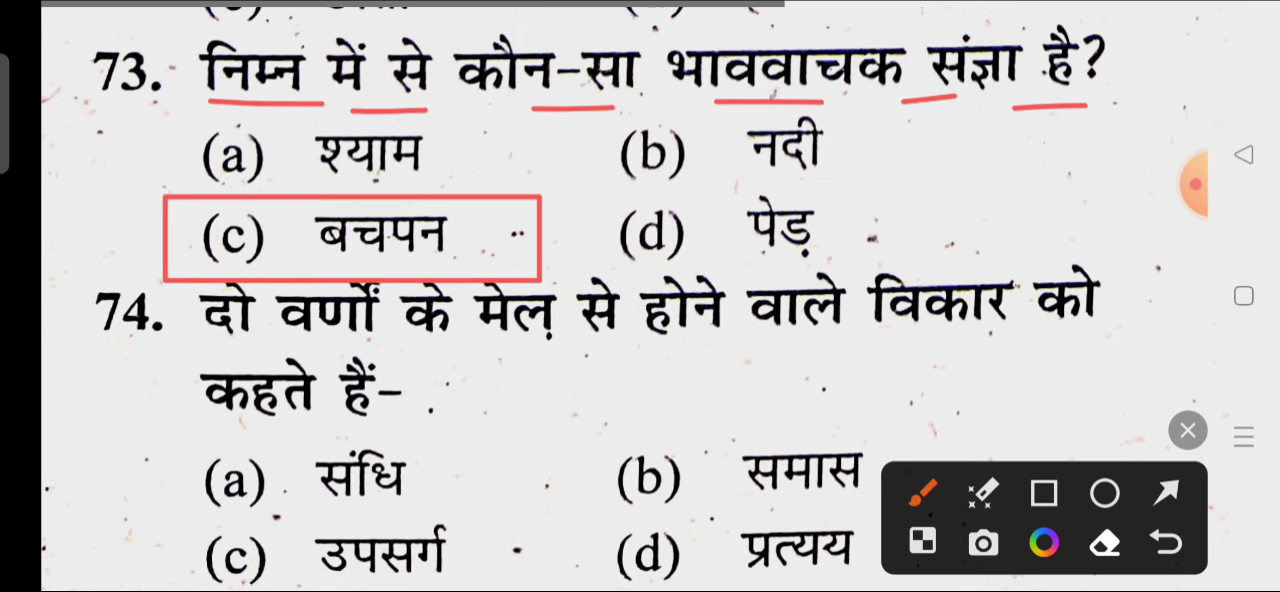 73. निम्न में से कौन-सा भाववाचक संज्ञा है?
(a) श्याम (b) नदी
(c) बचपन (d) पेड़
74. दो वर्णों के मेल से होने वाले विकार को
कहते हैं-
(a) संधि (b) समास
(c) उपसर्ग (d) प्रत्यय